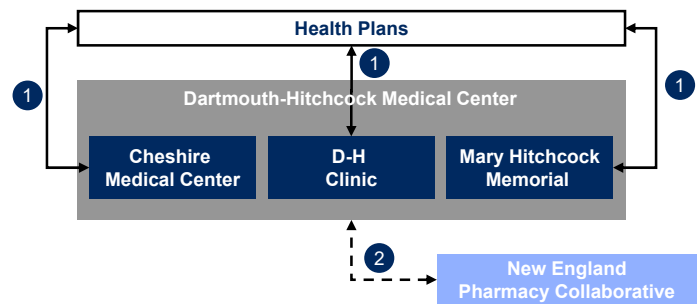 Health Plans
1
1
1
Dartmouth-Hitchcock Medical Center
Cheshire
Medical Center
D-H
Clinic
Mary Hitchcock
Memorial
2
New England
Pharmacy Collaborative